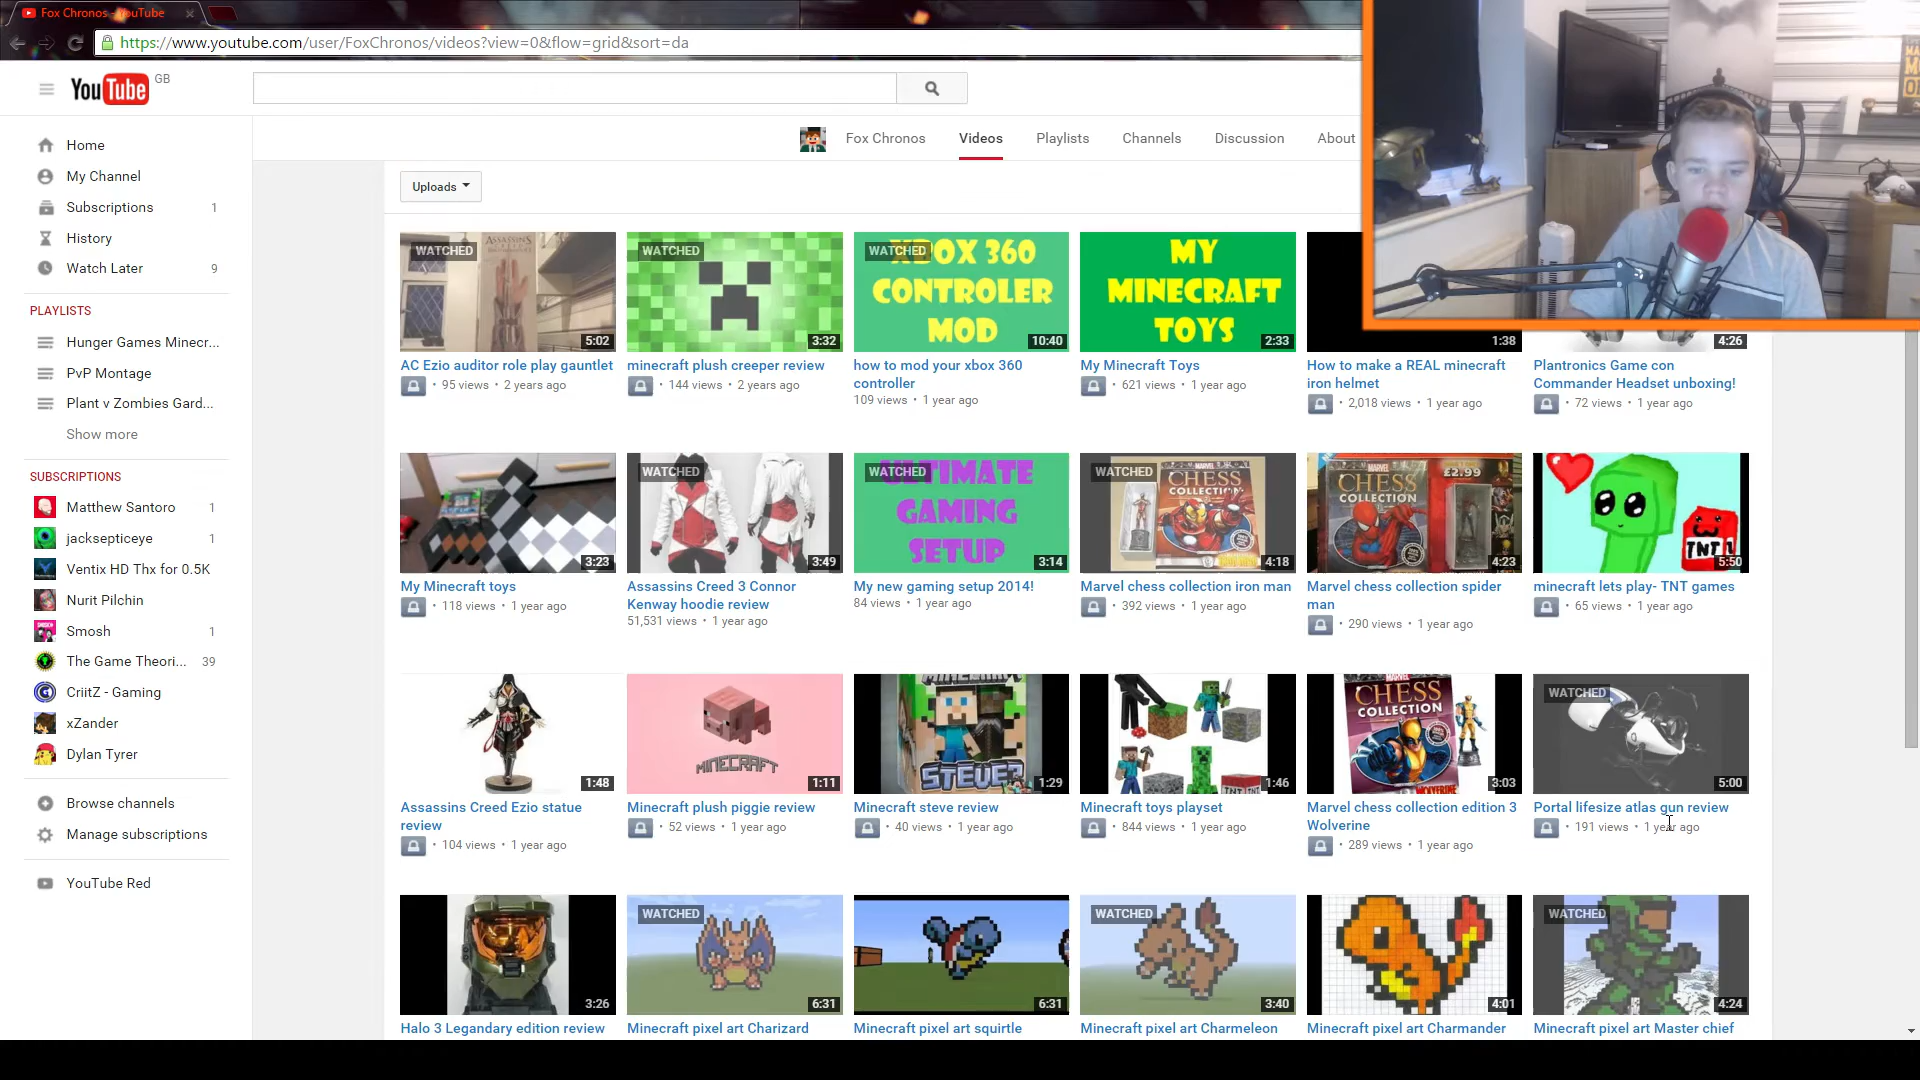 Fox Chronos - YouTube
https://www.youtube.com/user/FoxChronos/videos?view=0&flow=grid&sort=da
YouTube GB
Fox Chronos Videos Playlists Channels Discussion About
Home
My Channel
Subscriptions 1
History
Watch Later 9
PLAYLISTS
Hunger Games Minecr...
PvP Montage
Plant v Zombies Gard...
Show more
SUBSCRIPTIONS
Matthew Santoro 1
jacksepticeye 1
Ventix HD Thx for 0.5K
Nurit Pilchin
Smosh 1
The Game Theori... 39
CriitZ - Gaming
xZander
Dylan Tyrer
Browse channels
Manage subscriptions
YouTube Red
Uploads
WATCHED
5:02
AC Ezio auditor role play gauntlet
• 95 views • 2 years ago
WATCHED
3:32
minecraft plush creeper review
• 144 views • 2 years ago
WATCHED
XBOX 360
CONTROLER
MOD
10:40
how to mod your xbox 360
controller
109 views • 1 year ago
MY
MINECRAFT
TOYS
2:33
My Minecraft Toys
• 621 views • 1 year ago
1:38
How to make a REAL minecraft
iron helmet
• 2,018 views • 1 year ago
4:26
Plantronics Game con
Commander Headset unboxing!
• 72 views • 1 year ago
3:23
My Minecraft toys
• 118 views • 1 year ago
WATCHED
3:49
Assassins Creed 3 Connor
Kenway hoodie review
51,531 views • 1 year ago
WATCHED
ULTIMATE
GAMING
SETUP
3:14
My new gaming setup 2014!
84 views • 1 year ago
WATCHED
MARVEL
CHESS
COLLECTION
4:18
Marvel chess collection iron man
• 392 views • 1 year ago
MARVEL
CHESS
COLLECTION
£2.99
4:23
Marvel chess collection spider
man
• 290 views • 1 year ago
TNT
5:50
minecraft lets play- TNT games
• 65 views • 1 year ago
1:48
Assassins Creed Ezio statue
review
• 104 views • 1 year ago
MINECRAFT
1:11
Minecraft plush piggie review
• 52 views • 1 year ago
MINECRAFT
STEVE?
1:29
Minecraft steve review
• 40 views • 1 year ago
TNT
1:46
Minecraft toys playset
• 844 views • 1 year ago
CHESS
COLLECTION
WOLVERINE
3:03
Marvel chess collection edition 3
Wolverine
• 289 views • 1 year ago
WATCHED
5:00
Portal lifesize atlas gun review
• 191 views • 1 year ago
3:26
Halo 3 Legandary edition review
WATCHED
6:31
Minecraft pixel art Charizard
6:31
Minecraft pixel art squirtle
WATCHED
3:40
Minecraft pixel art Charmeleon
4:01
Minecraft pixel art Charmander
WATCHED
4:24
Minecraft pixel art Master chief